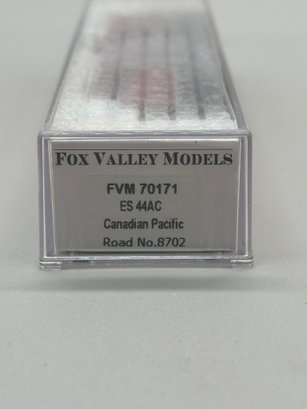 FOX VALLEY MODELS
FVM 70171
ES 44AC
Canadian Pacific
Road No.8702